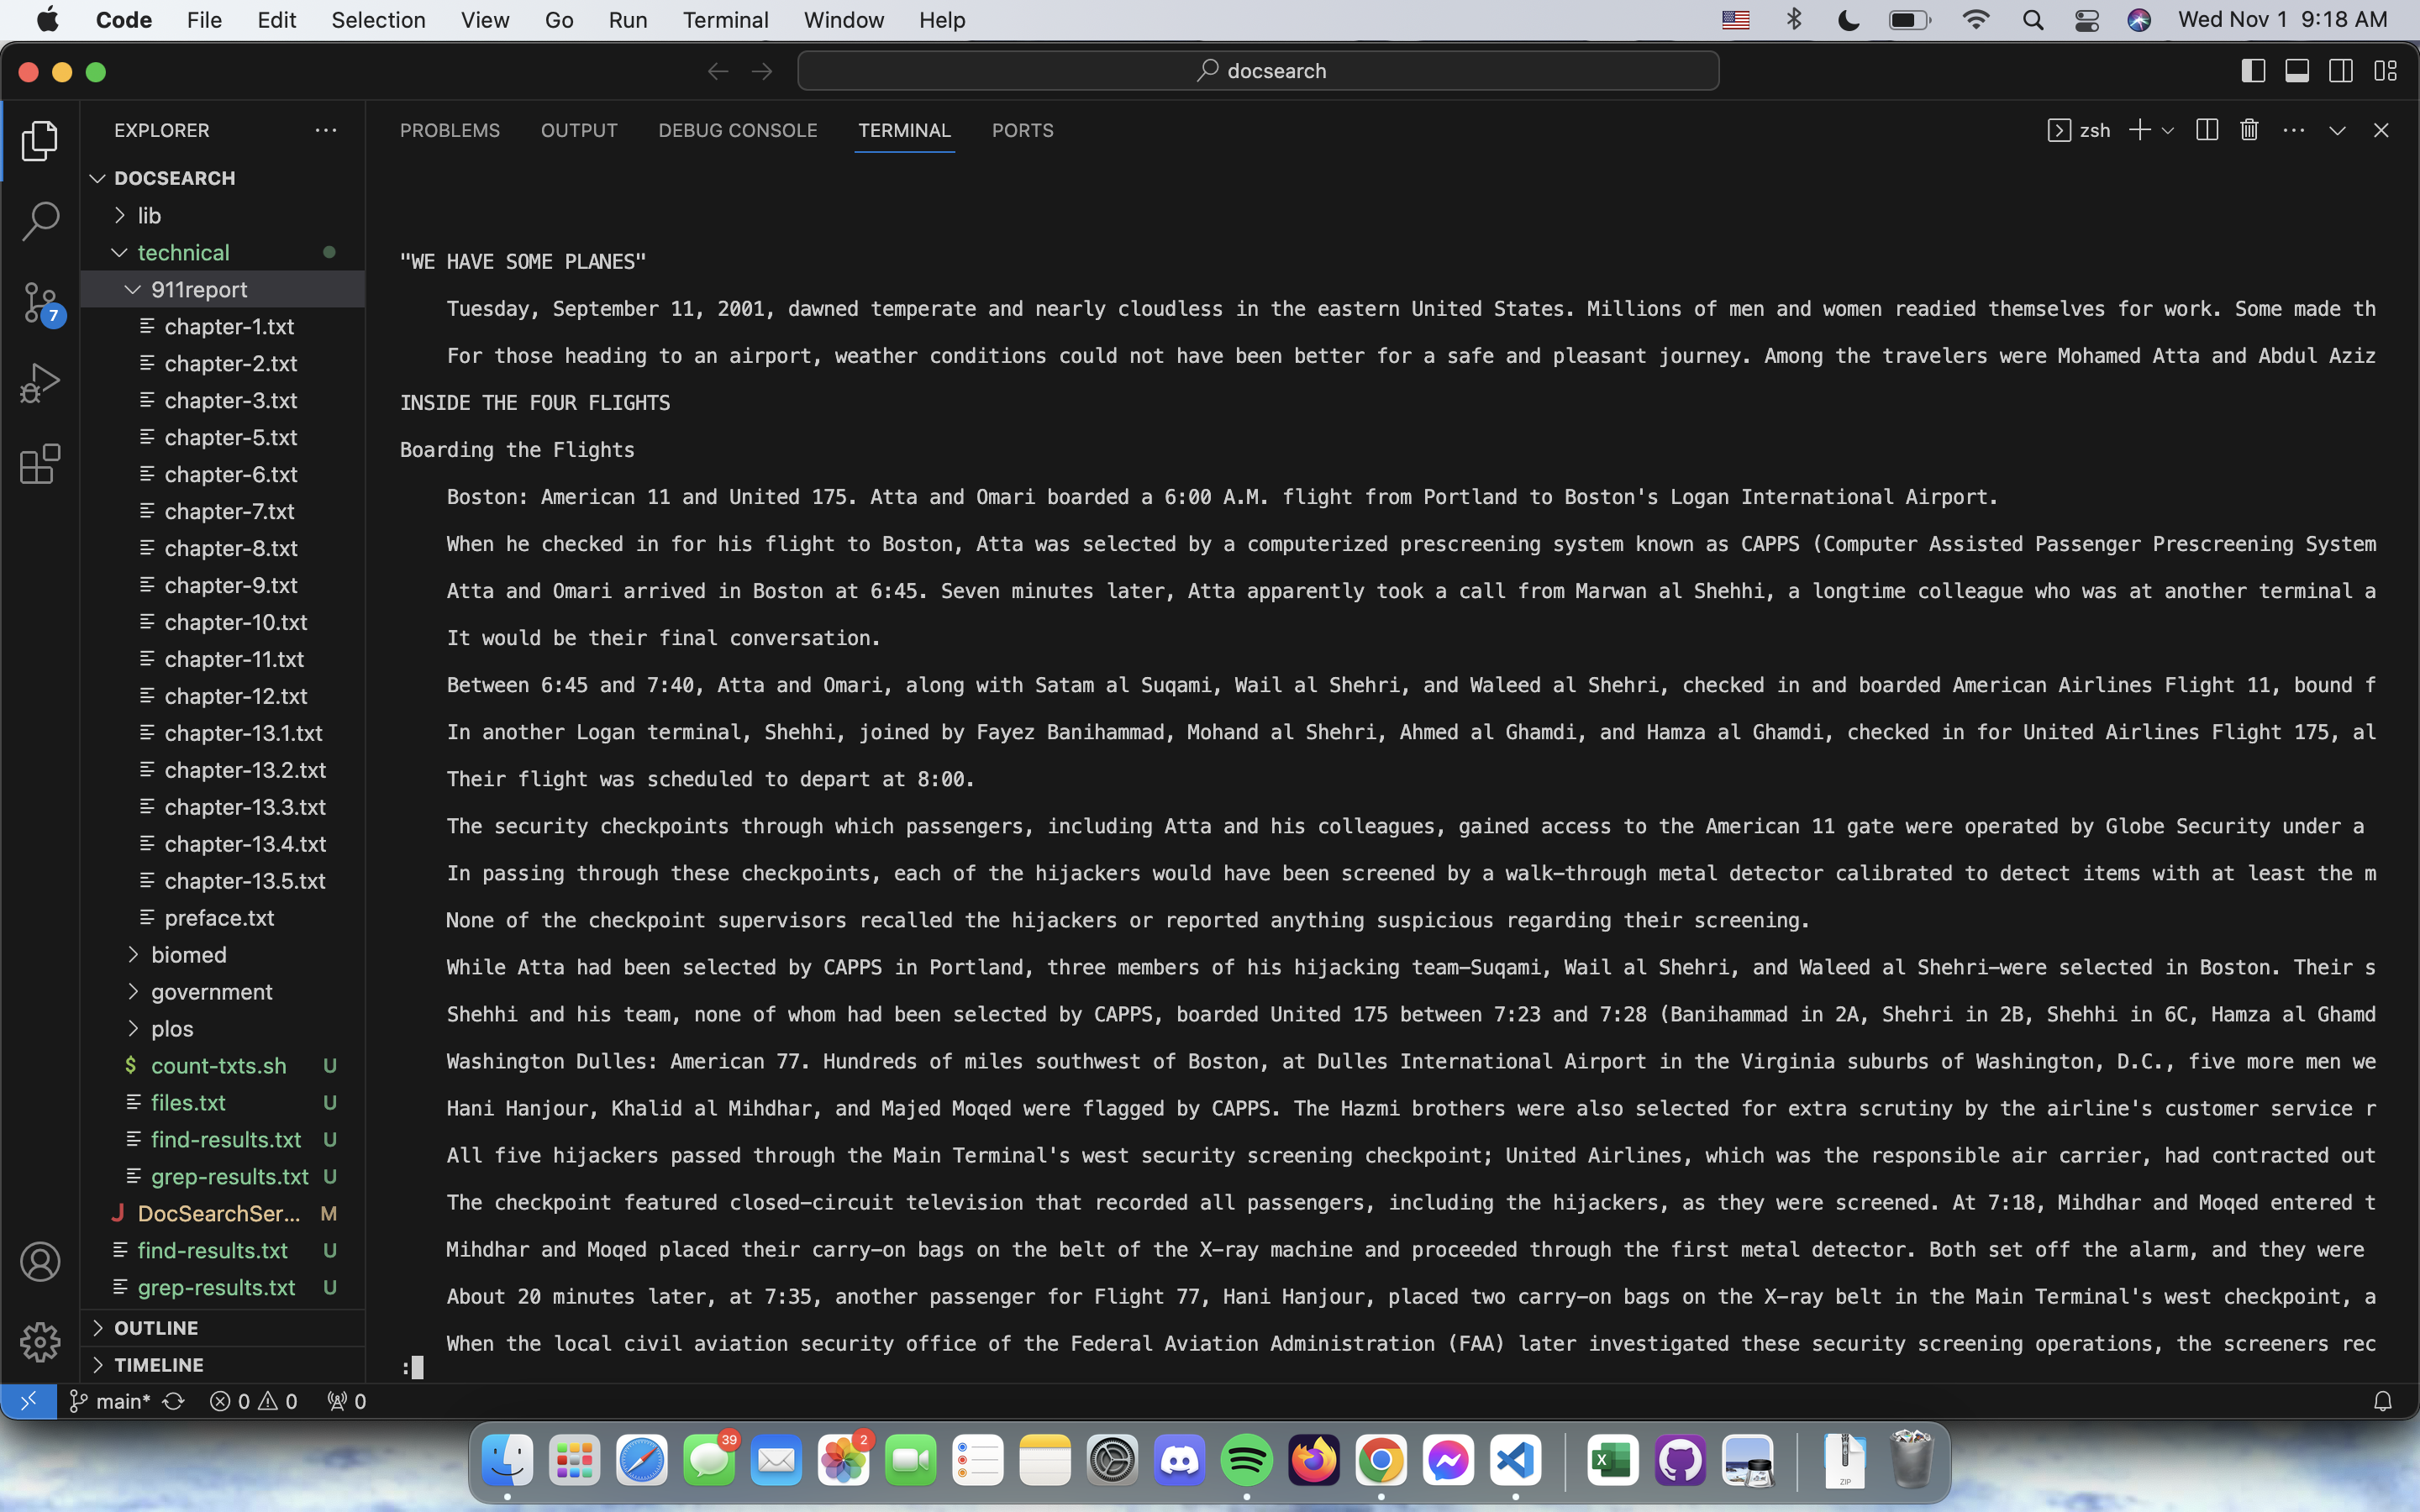 Code File Edit Selection View Go Run Terminal Window Help Wed Nov 1 9:18 AM
docsearch
EXPLORER
DOCSEARCH
lib
technical
911report
chapter-1.txt
chapter-2.txt
chapter-3.txt
chapter-5.txt
chapter-6.txt
chapter-7.txt
chapter-8.txt
chapter-9.txt
chapter-10.txt
chapter-11.txt
chapter-12.txt
chapter-13.1.txt
chapter-13.2.txt
chapter-13.3.txt
chapter-13.4.txt
chapter-13.5.txt
preface.txt
biomed
government
plos
$ count-txts.sh U
files.txt U
find-results.txt U
grep-results.txt U
J DocSearchSer... M
find-results.txt U
grep-results.txt U
OUTLINE
TIMELINE
7
PROBLEMS OUTPUT DEBUG CONSOLE TERMINAL PORTS zsh
"WE HAVE SOME PLANES"
Tuesday, September 11, 2001, dawned temperate and nearly cloudless in the eastern United States. Millions of men and women readied themselves for work. Some made th
For those heading to an airport, weather conditions could not have been better for a safe and pleasant journey. Among the travelers were Mohamed Atta and Abdul Aziz
INSIDE THE FOUR FLIGHTS
Boarding the Flights
Boston: American 11 and United 175. Atta and Omari boarded a 6:00 A.M. flight from Portland to Boston's Logan International Airport.
When he checked in for his flight to Boston, Atta was selected by a computerized prescreening system known as CAPPS (Computer Assisted Passenger Prescreening System
Atta and Omari arrived in Boston at 6:45. Seven minutes later, Atta apparently took a call from Marwan al Shehhi, a longtime colleague who was at another terminal a
It would be their final conversation.
Between 6:45 and 7:40, Atta and Omari, along with Satam al Suqami, Wail al Shehri, and Waleed al Shehri, checked in and boarded American Airlines Flight 11, bound f
In another Logan terminal, Shehhi, joined by Fayez Banihammad, Mohand al Shehri, Ahmed al Ghamdi, and Hamza al Ghamdi, checked in for United Airlines Flight 175, al
Their flight was scheduled to depart at 8:00.
The security checkpoints through which passengers, including Atta and his colleagues, gained access to the American 11 gate were operated by Globe Security under a
In passing through these checkpoints, each of the hijackers would have been screened by a walk-through metal detector calibrated to detect items with at least the m
None of the checkpoint supervisors recalled the hijackers or reported anything suspicious regarding their screening.
While Atta had been selected by CAPPS in Portland, three members of his hijacking team-Suqami, Wail al Shehri, and Waleed al Shehri-were selected in Boston. Their s
Shehhi and his team, none of whom had been selected by CAPPS, boarded United 175 between 7:23 and 7:28 (Banihammad in 2A, Shehri in 2B, Shehhi in 6C, Hamza al Ghamd
Washington Dulles: American 77. Hundreds of miles southwest of Boston, at Dulles International Airport in the Virginia suburbs of Washington, D.C., five more men we
Hani Hanjour, Khalid al Mihdhar, and Majed Moqed were flagged by CAPPS. The Hazmi brothers were also selected for extra scrutiny by the airline's customer service r
All five hijackers passed through the Main Terminal's west security screening checkpoint; United Airlines, which was the responsible air carrier, had contracted out
The checkpoint featured closed-circuit television that recorded all passengers, including the hijackers, as they were screened. At 7:18, Mihdhar and Moqed entered t
Mihdhar and Moqed placed their carry-on bags on the belt of the X-ray machine and proceeded through the first metal detector. Both set off the alarm, and they were
About 20 minutes later, at 7:35, another passenger for Flight 77, Hani Hanjour, placed two carry-on bags on the X-ray belt in the Main Terminal's west checkpoint, a
When the local civil aviation security office of the Federal Aviation Administration (FAA) later investigated these security screening operations, the screeners rec
:
main* 0 0 0
39 2
X
ZIP